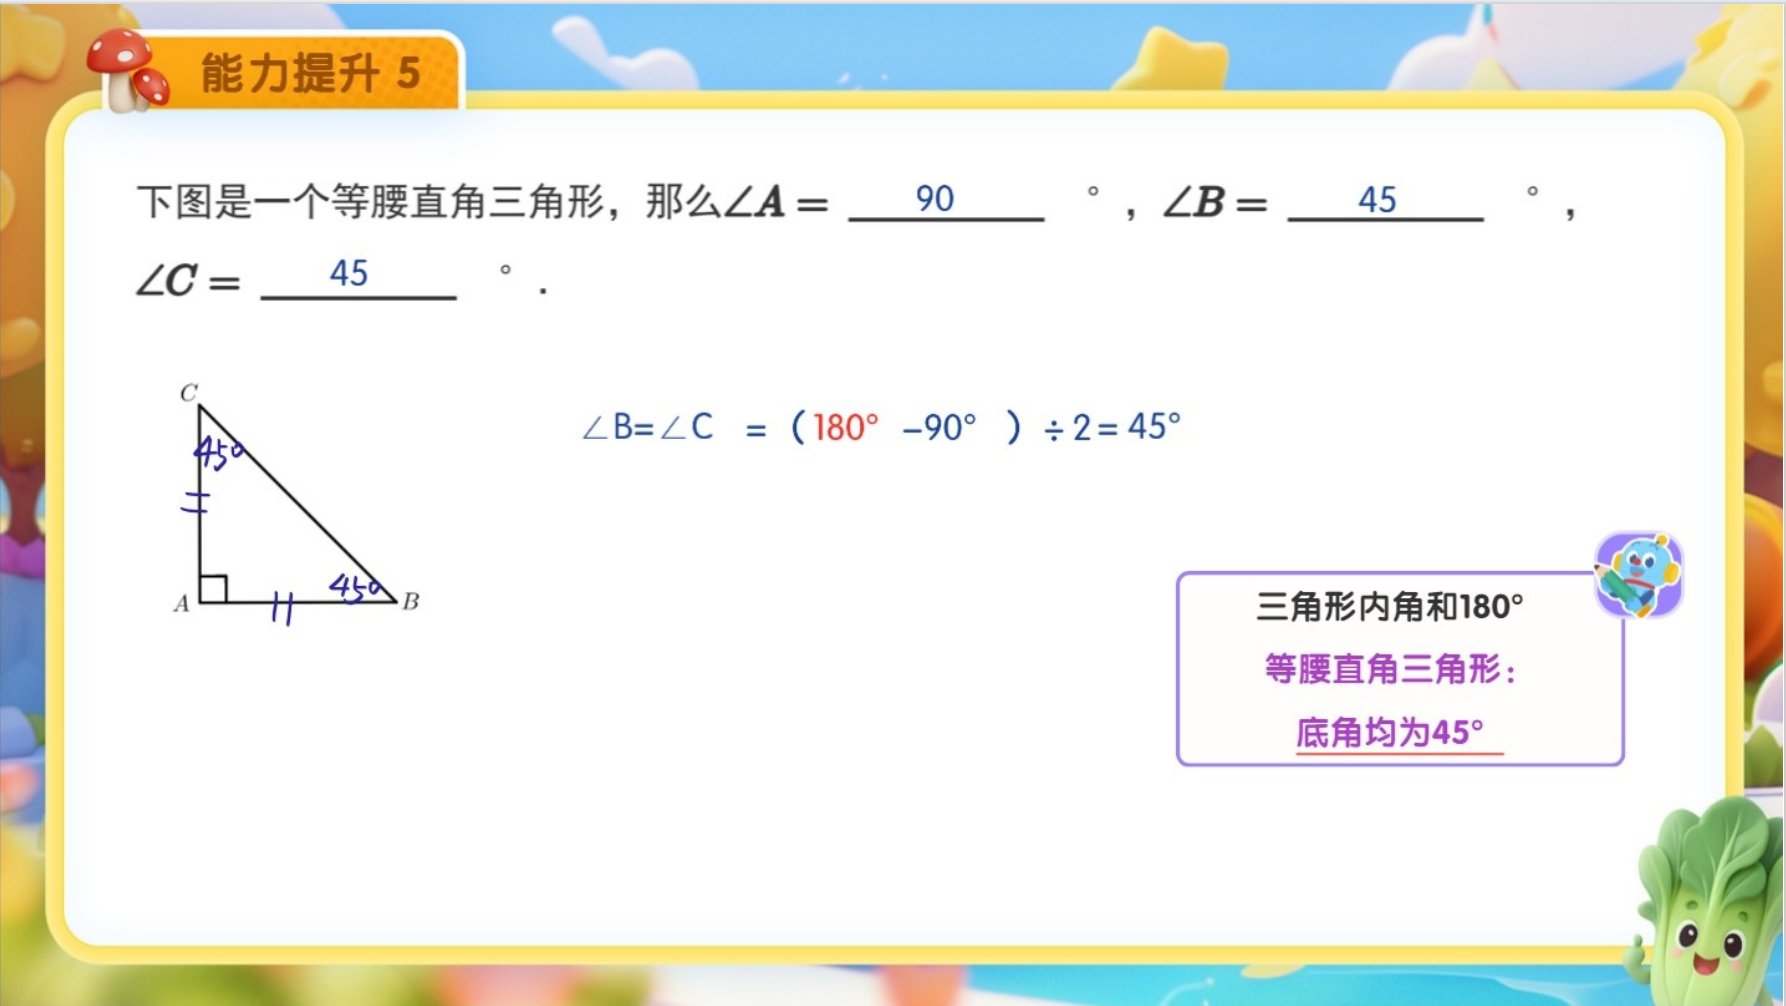 能力提升 5
下图是一个等腰直角三角形，那么∠A = 90 °，∠B = 45 °，
∠C = 45 °．
C
45°
∠B=∠C = (180° -90° ) ÷2= 45°
45°
A
B
三角形内角和180°
等腰直角三角形：
底角均为45°